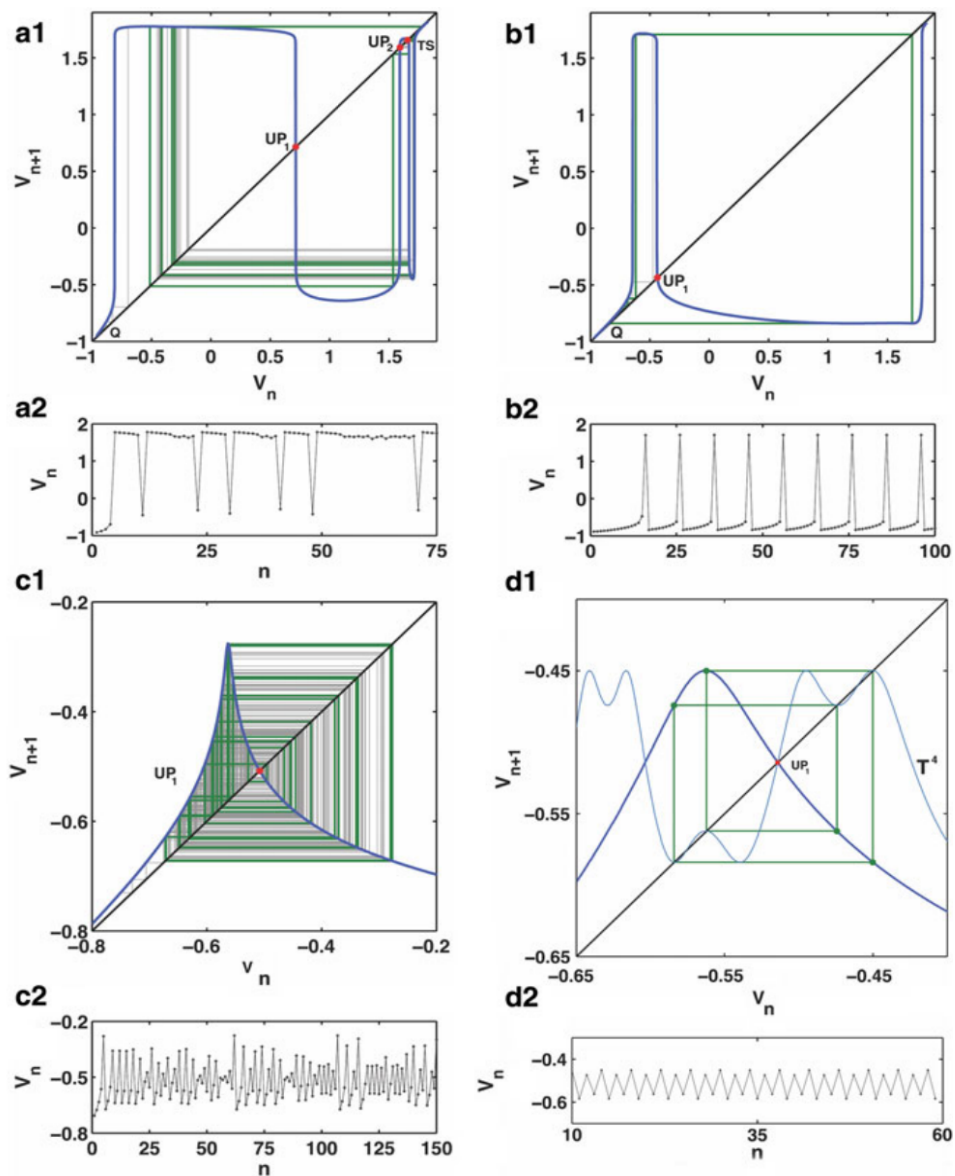 a1
b1
UP₂
TS
UP₁
Q
Vₙ₊₁
1.5
1
0.5
0
−0.5
−1
−1 −0.5 0 0.5 1 1.5
Vₙ
UP₁
Q
Vₙ₊₁
1.5
1
0.5
0
−0.5
−1
−1 −0.5 0 0.5 1 1.5
Vₙ
a2
b2
Vₙ
2
1
0
−1
0 25 50 75
n
Vₙ
2
1
0
−1
0 25 50 75 100
n
c1
d1
Vₙ₊₁
−0.2
−0.4
−0.6
−0.8
UP₁
−0.8 −0.6 −0.4 −0.2
Vₙ
Vₙ₊₁
−0.45
−0.55
−0.65
UP₁
T⁴
−0.65 −0.55 −0.45
Vₙ
c2
d2
Vₙ
−0.2
−0.5
−0.8
0 25 50 75 100 125 150
n
Vₙ
−0.4
−0.6
10 35 60
n